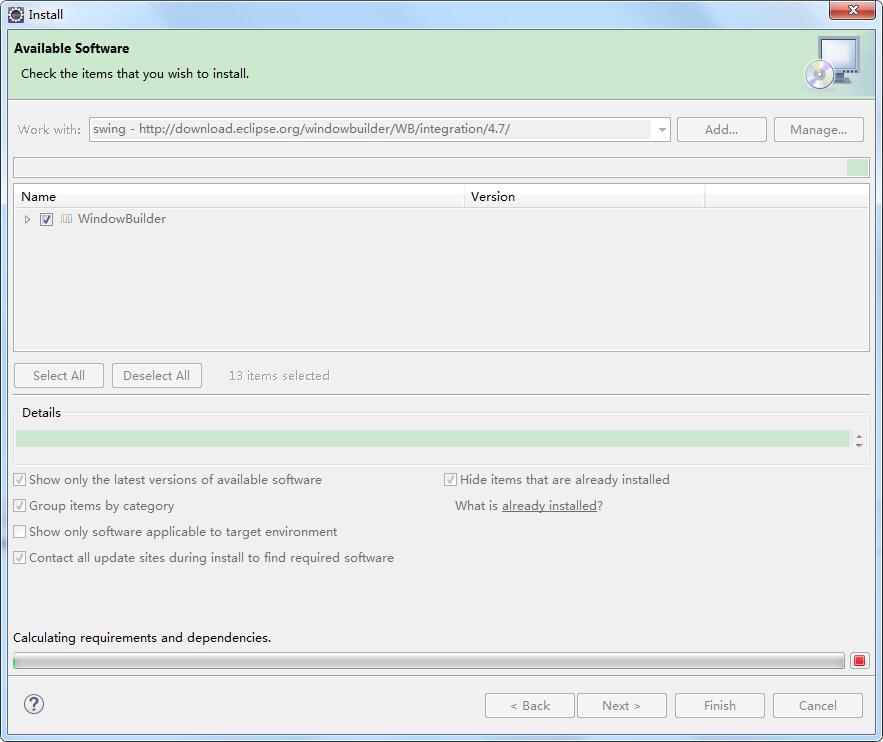 Install
Available Software
Check the items that you wish to install.
Work with: swing - http://download.eclipse.org/windowbuilder/WB/integration/4.7/ Add... Manage...
Name Version
WindowBuilder
Select All Deselect All 13 items selected
Details
Show only the latest versions of available software Hide items that are already installed
Group items by category What is already installed?
Show only software applicable to target environment
Contact all update sites during install to find required software
Calculating requirements and dependencies.
? < Back Next > Finish Cancel